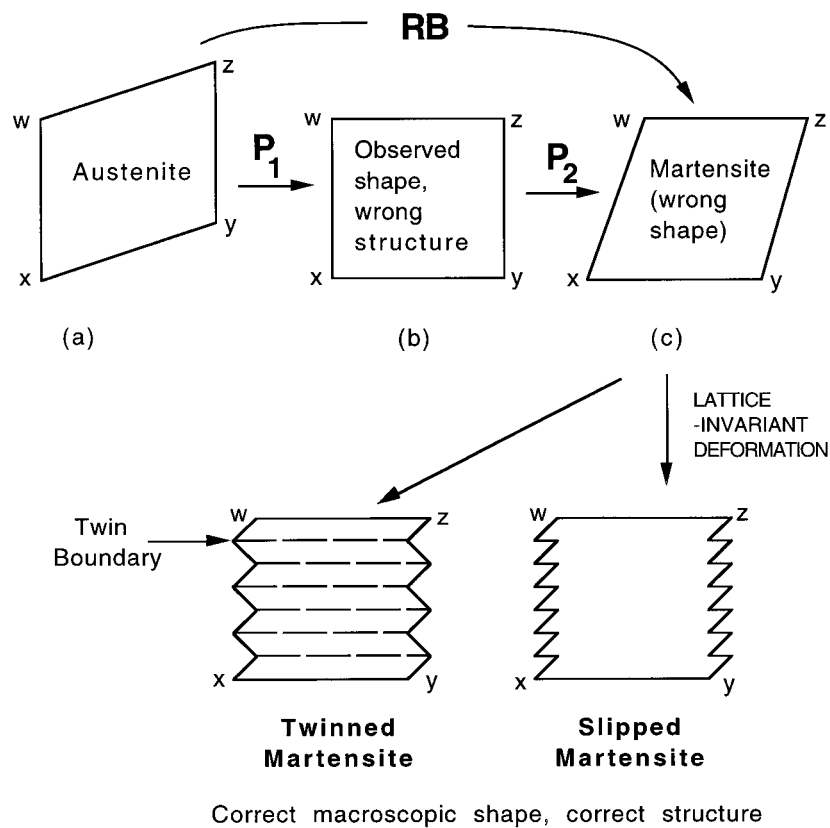 RB
z
w
Austenite
x
y
P1
w
z
Observed
shape,
wrong
structure
x
y
P2
w
z
Martensite
(wrong
shape)
x
y
(a)
(b)
(c)
LATTICE
-INVARIANT
DEFORMATION
Twin
Boundary
w
z
x
y
w
z
x
y
Twinned
Martensite
Slipped
Martensite
Correct macroscopic shape, correct structure